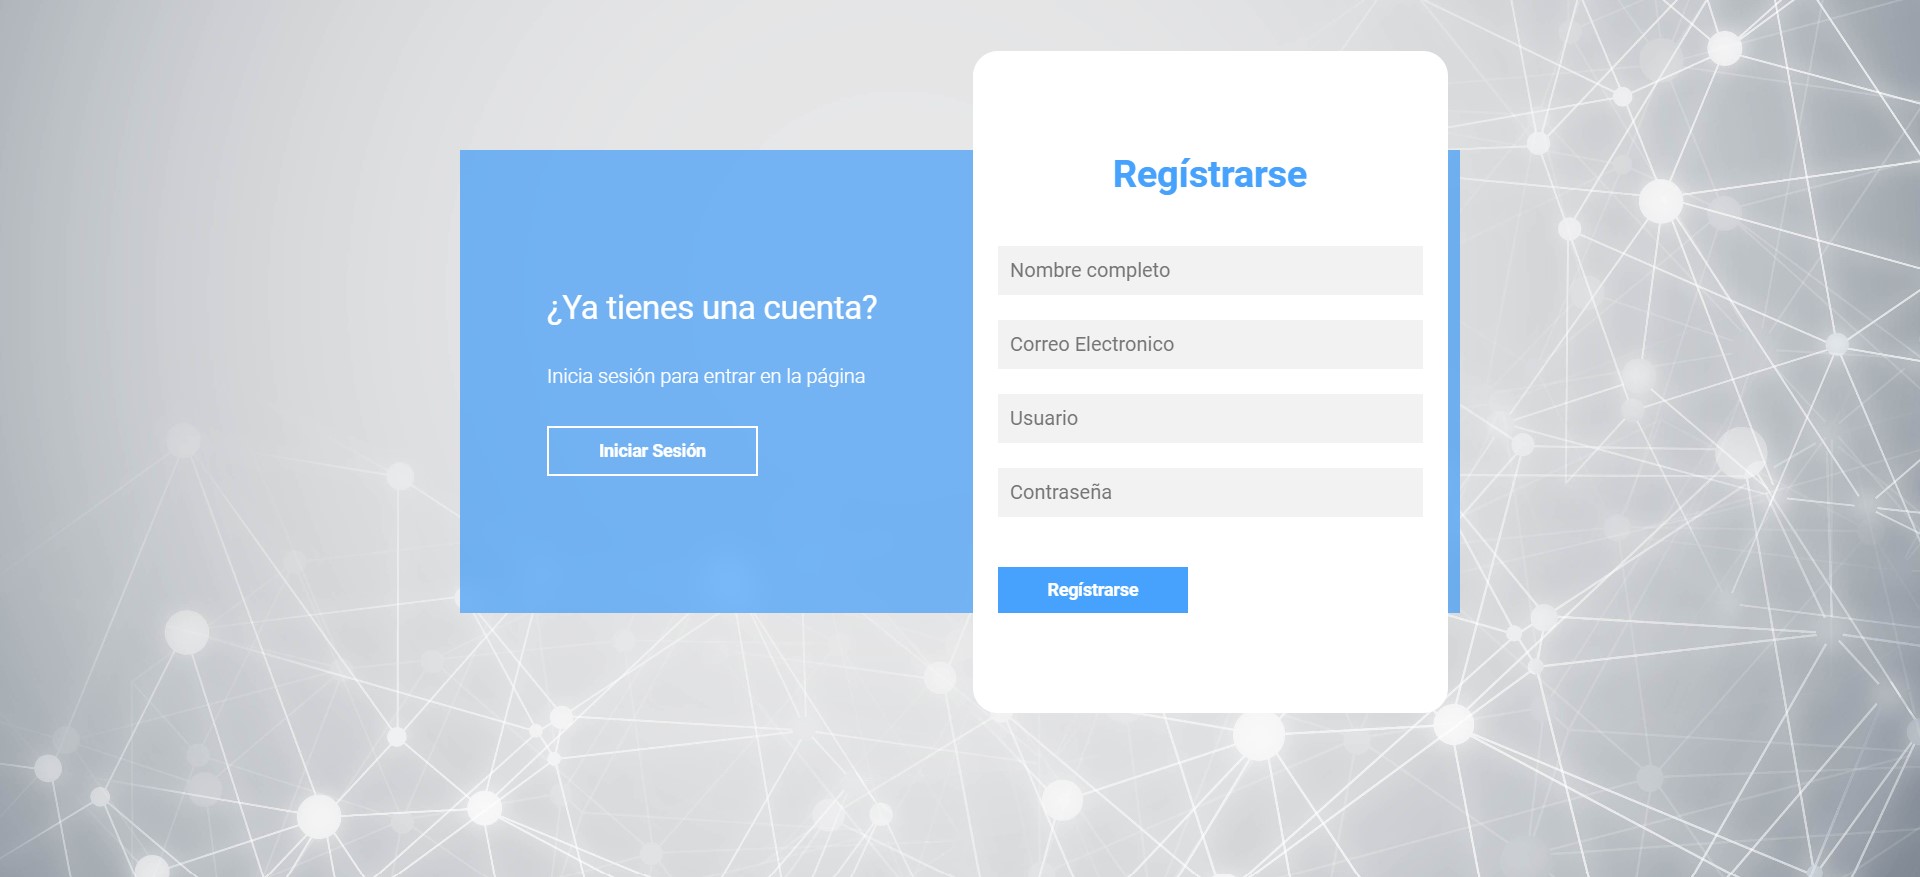 ¿Ya tienes una cuenta?
Inicia sesión para entrar en la página
Iniciar Sesión
Regístrarse
Nombre completo
Correo Electronico
Usuario
Contraseña
Regístrarse